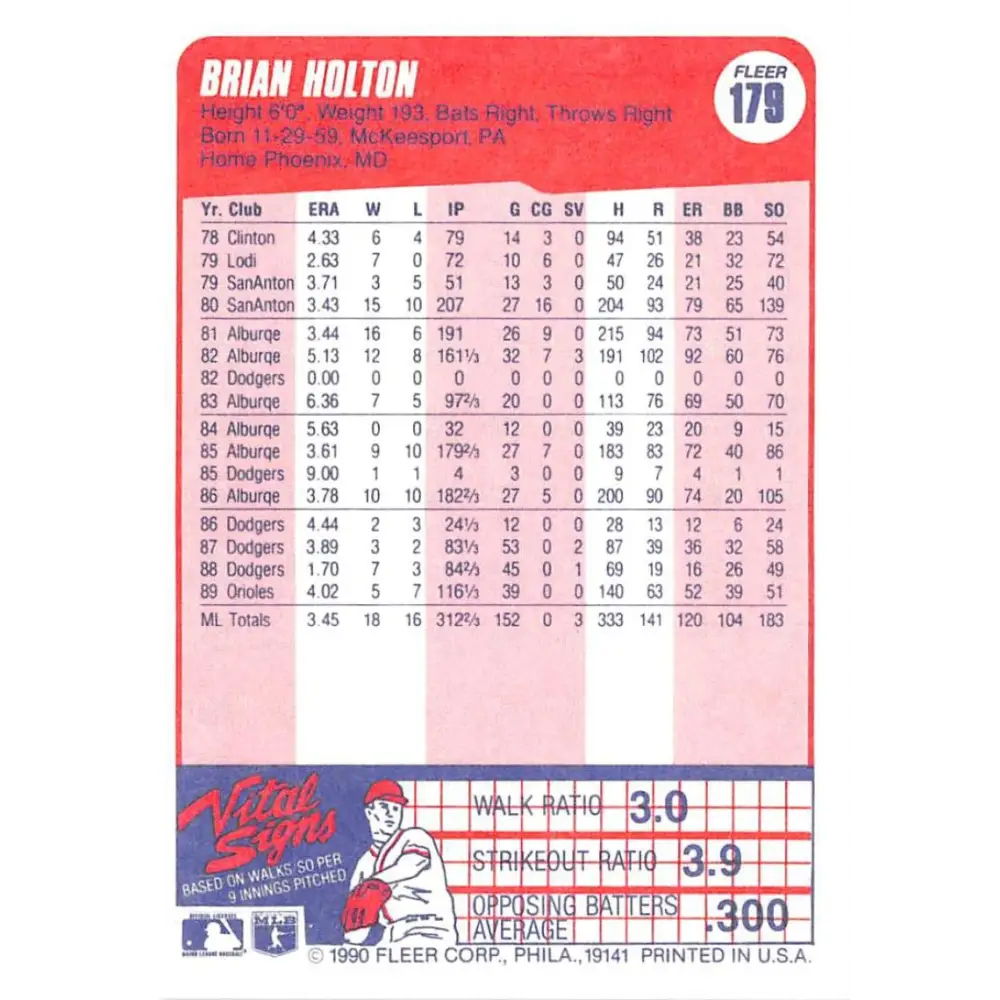 BRIAN HOLTON
FLEER
179
Height 6'0", Weight 193, Bats Right, Throws Right
Born 11-29-59, McKeesport, PA
Home Phoenix, MD
Yr. Club ERA W L IP G CG SV H R ER BB SO
78 Clinton 4.33 6 4 79 14 3 0 94 51 38 23 54
79 Lodi 2.63 7 0 72 10 6 0 47 26 21 32 72
79 SanAnton 3.71 3 5 51 13 3 0 50 24 21 25 40
80 SanAnton 3.43 15 10 207 27 16 0 204 93 79 65 139
81 Alburqe 3.44 16 6 191 26 9 0 215 94 73 51 73
82 Alburqe 5.13 12 8 161⅓ 32 7 3 191 102 92 60 76
82 Dodgers 0.00 0 0 0 0 0 0 0 0 0 0 0
83 Alburqe 6.36 7 5 97⅔ 20 0 0 113 76 69 50 70
84 Alburqe 5.63 0 0 32 12 0 0 39 23 20 9 15
85 Alburqe 3.61 9 10 179⅔ 27 7 0 183 83 72 40 86
85 Dodgers 9.00 1 1 4 3 0 0 9 7 4 1 1
86 Alburqe 3.78 10 10 182⅔ 27 5 0 200 90 74 20 105
86 Dodgers 4.44 2 3 24⅓ 12 0 0 28 13 12 6 24
87 Dodgers 3.89 3 2 83⅓ 53 0 2 87 39 36 32 58
88 Dodgers 1.70 7 3 84⅔ 45 0 1 69 19 16 26 49
89 Orioles 4.02 5 7 116⅓ 39 0 0 140 63 52 39 51
ML Totals 3.45 18 16 312⅔ 152 0 3 333 141 120 104 183
Vital
Signs
BASED ON WALKS/SO PER
9 INNINGS PITCHED
WALK RATIO 3.0
STRIKEOUT RATIO 3.9
OPPOSING BATTERS
AVERAGE .300
OFFICIAL LICENSEE
MAJOR LEAGUE BASEBALL
MLB
© 1990 FLEER CORP., PHILA., 19141 PRINTED IN U.S.A.